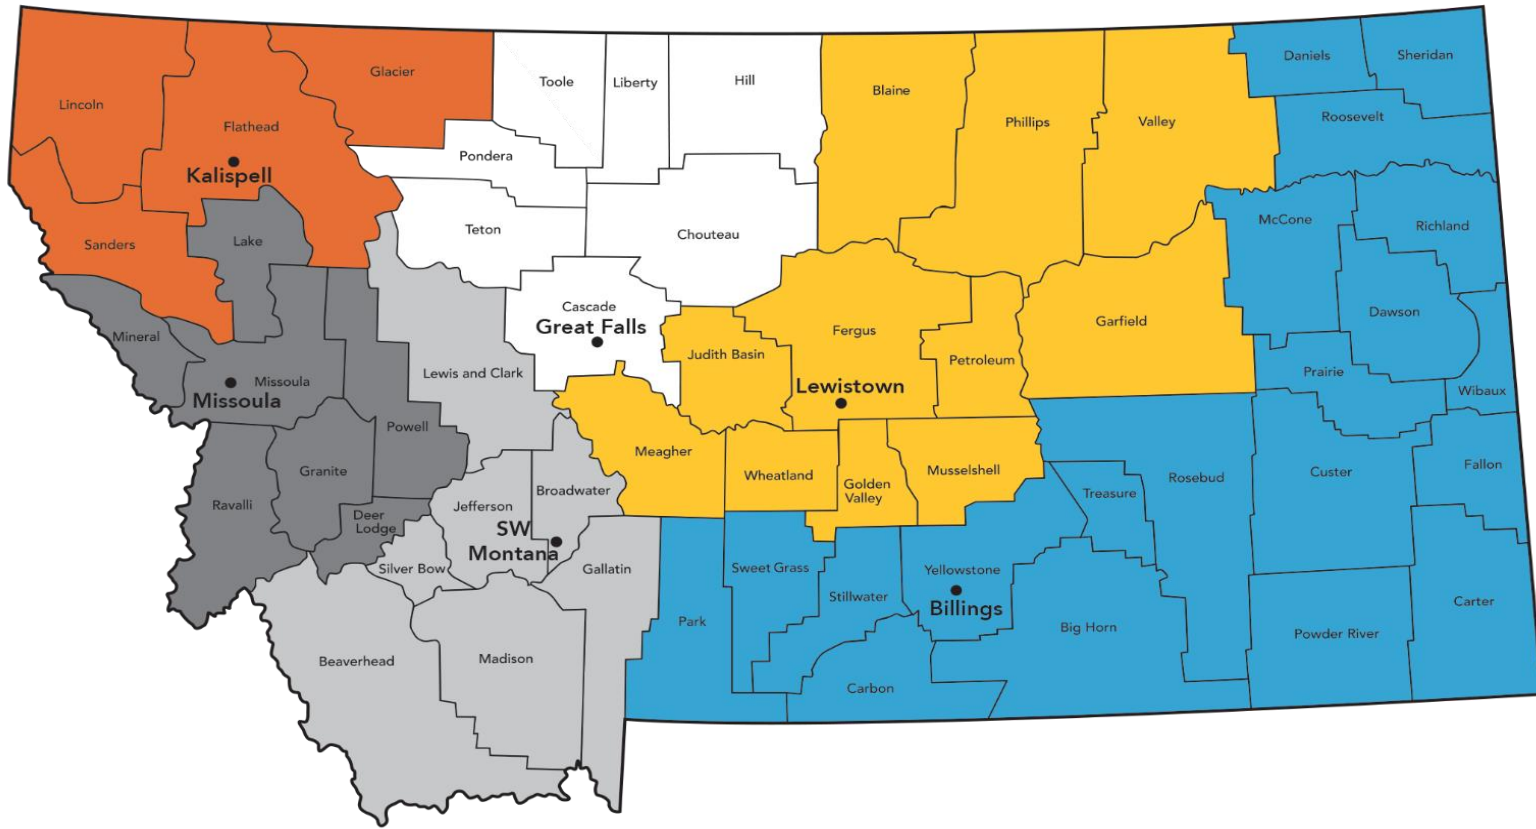 Daniels
Sheridan
Glacier
Toole
Liberty
Hill
Blaine
Lincoln
Roosevelt
Flathead
Phillips
Valley
Pondera
Kalispell
McCone
Richland
Teton
Chouteau
Lake
Sanders
Cascade
Great Falls
Dawson
Garfield
Fergus
Mineral
Judith Basin
Petroleum
Prairie
Lewis and Clark
Missoula
Missoula
Lewistown
Wibaux
Powell
Meagher
Fallon
Granite
Wheatland
Musselshell
Custer
Rosebud
Golden
Valley
Broadwater
Treasure
Ravalli
Jefferson
Deer
Lodge
SW
Montana
Silver Bow
Gallatin
Sweet Grass
Yellowstone
Stillwater
Billings
Carter
Park
Big Horn
Powder River
Beaverhead
Madison
Carbon